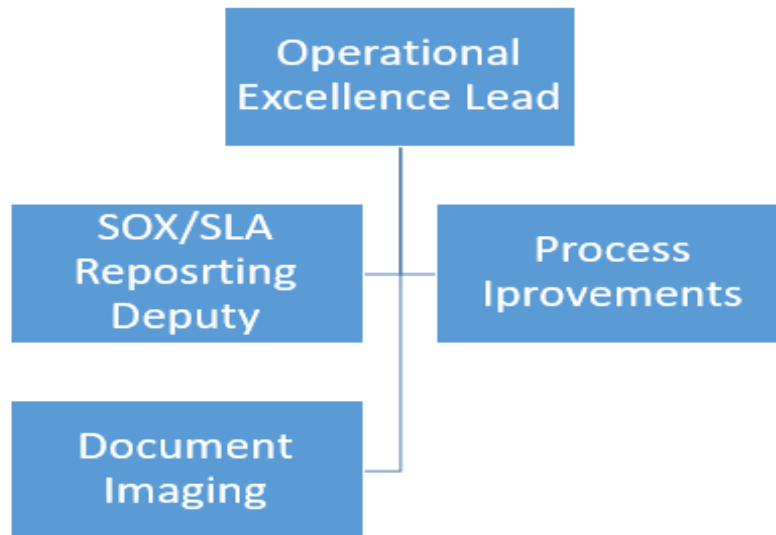 Operational
Excellence Lead
SOX/SLA
Reposrting
Deputy
Process
Iprovements
Document
Imaging